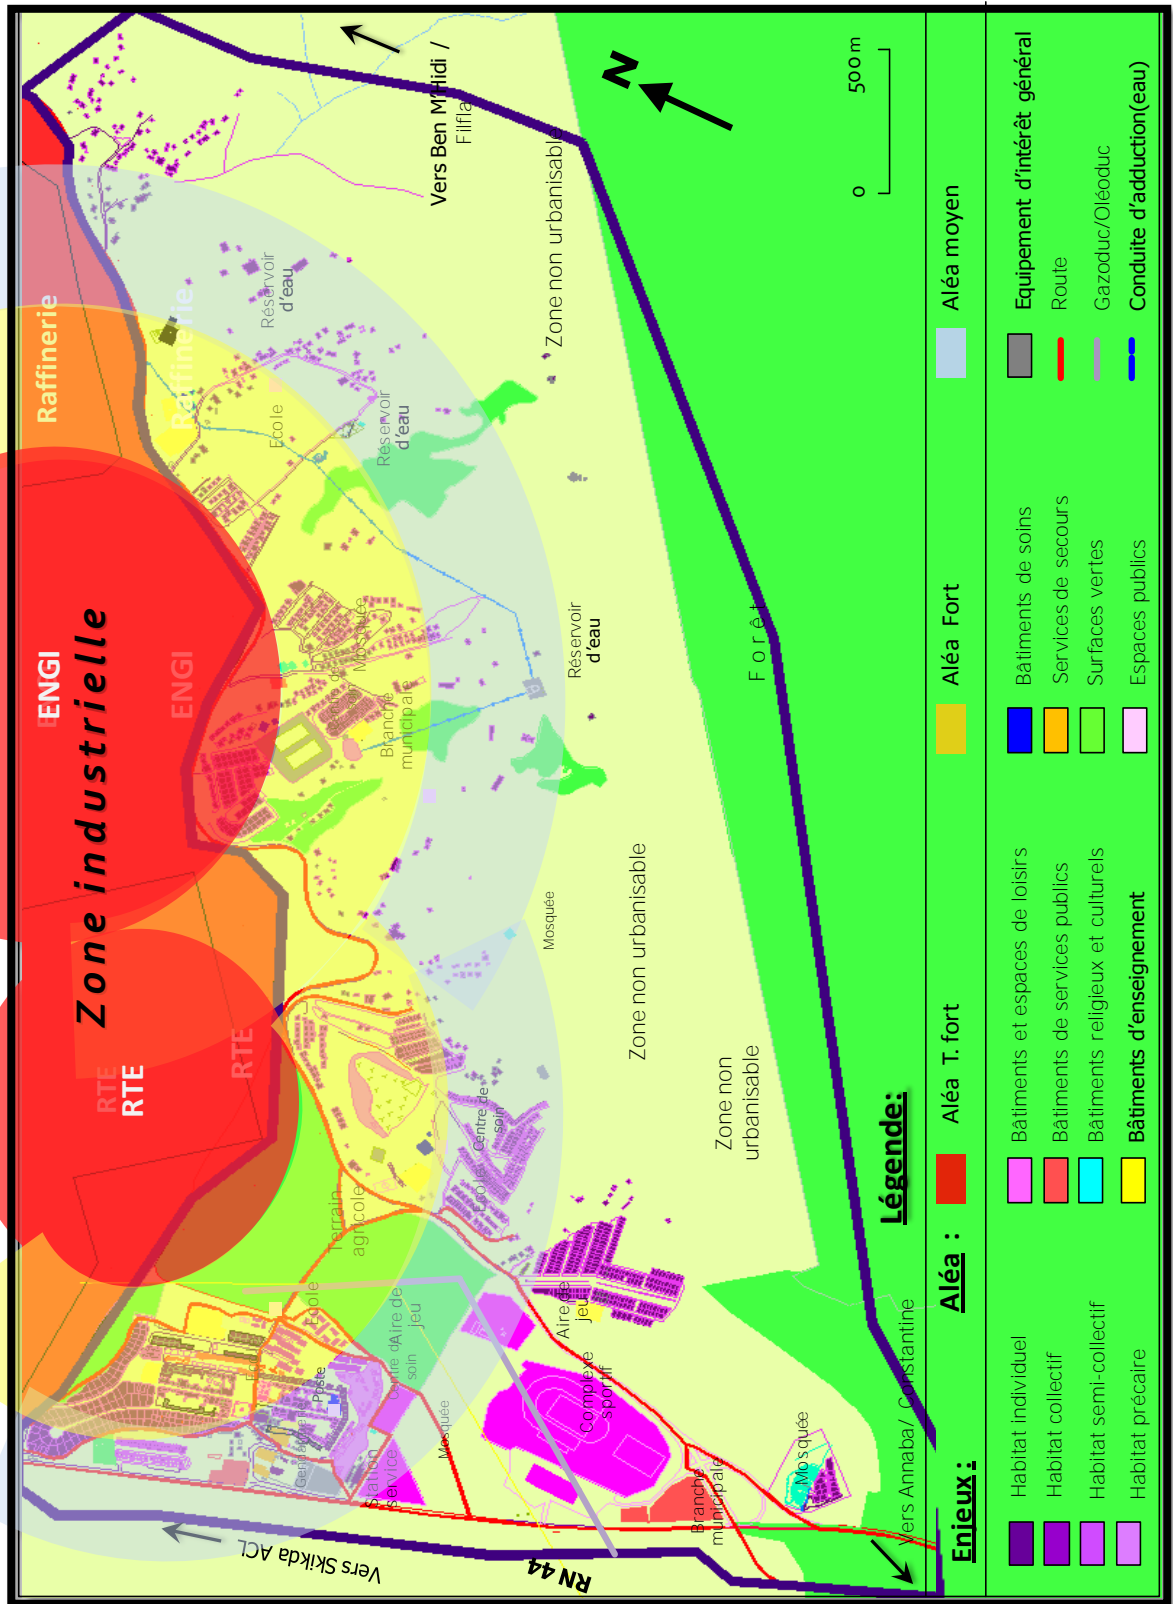 Zone industrielle
Raffinerie
Raffinerie
ENGI
ENGI
RTE
RTE
RTE
Vers Ben M'Hidi /
Filfla
N
0
500 m
Zone non urbanisable
Réservoir
d'eau
Ecole
Réservoir
d'eau
Mosquée
Branche
municipale
Réservoir
d'eau
Forêt
Mosquée
Zone non urbanisable
Zone non
urbanisable
Centre de
soin
Ecole
Terrain
agricole
Ecole
Aire de
jeu
Centre de
soin
Poste
Gendarmerie
Mosquée
Station
service
Aire de
jeu
Complexe
sportif
Branche
municipale
Mosquée
Vers Skikda ACL
RN 44
Vers Annaba/ Constantine
Légende:
Aléa :
Aléa T.fort
Aléa Fort
Aléa moyen
Enjeux :
Habitat individuel
Habitat collectif
Habitat semi-collectif
Habitat précaire
Bâtiments et espaces de loisirs
Bâtiments de services publics
Bâtiments religieux et culturels
Bâtiments d'enseignement
Bâtiments de soins
Services de secours
Surfaces vertes
Espaces publics
Equipement d'intérêt général
Route
Gazoduc/Oléoduc
Conduite d'adduction(eau)